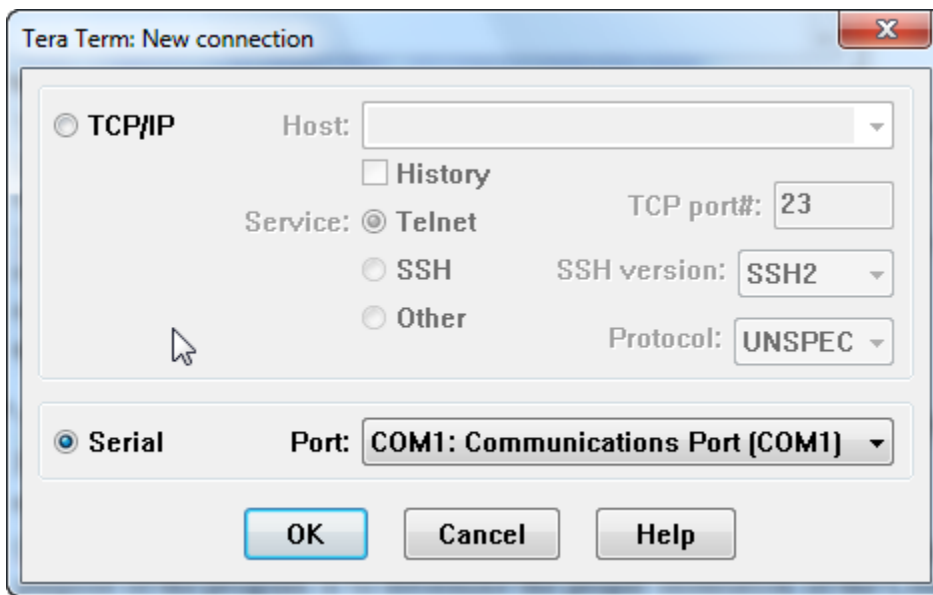 Tera Term: New connection
TCP/IP Host:
History
Service: Telnet TCP port#: 23
SSH SSH version: SSH2
Other Protocol: UNSPEC
Serial Port: COM1: Communications Port (COM1)
OK Cancel Help